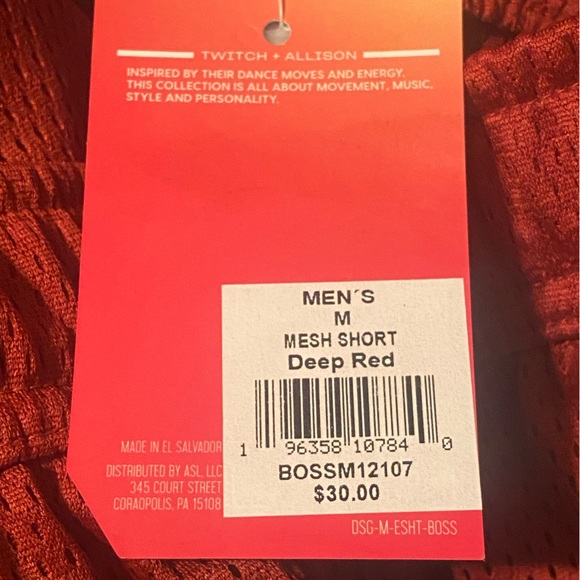 TWITCH + ALLISON
INSPIRED BY THEIR DANCE MOVES AND ENERGY.
THIS COLLECTION IS ALL ABOUT MOVEMENT, MUSIC,
STYLE AND PERSONALITY.
MEN´S
M
MESH SHORT
Deep Red
1 96358 10784 0
BOSSM12107
$30.00
MADE IN EL SALVADOR
DISTRIBUTED BY ASL, LLC
345 COURT STREET
CORAOPOLIS, PA 15108
DSG-M-ESHT-BOSS